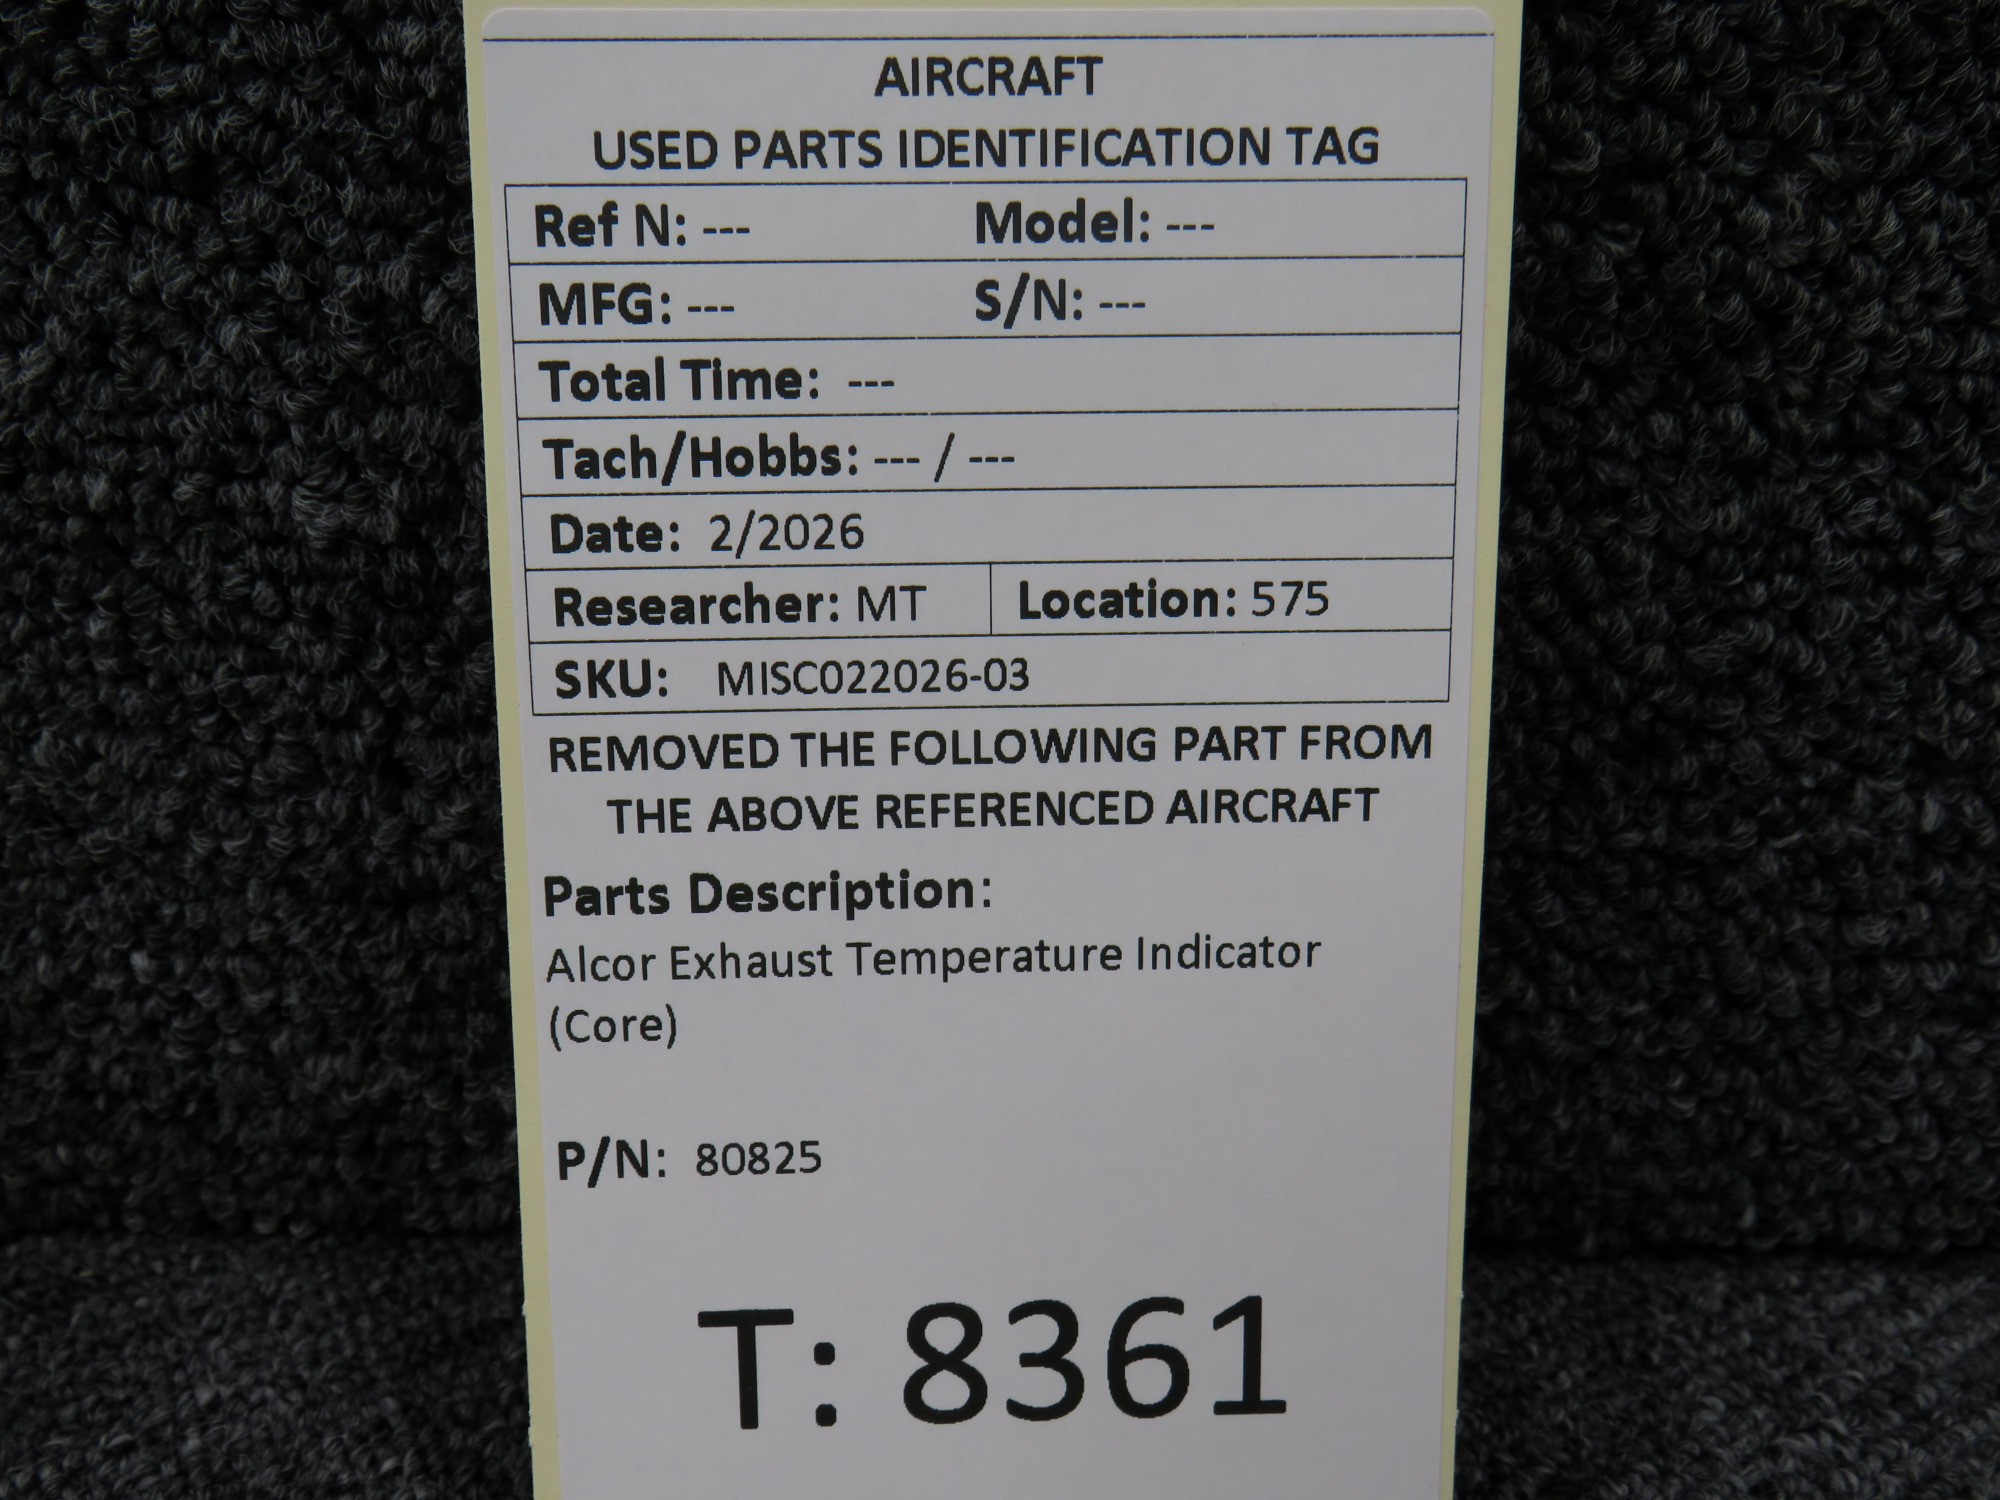 AIRCRAFT
USED PARTS IDENTIFICATION TAG
Ref N: --- Model: ---
MFG: --- S/N: ---
Total Time: ---
Tach/Hobbs: --- / ---
Date: 2/2026
Researcher: MT Location: 575
SKU: MISC022026-03
REMOVED THE FOLLOWING PART FROM
THE ABOVE REFERENCED AIRCRAFT
Parts Description:
Alcor Exhaust Temperature Indicator
(Core)
P/N: 80825
T: 8361